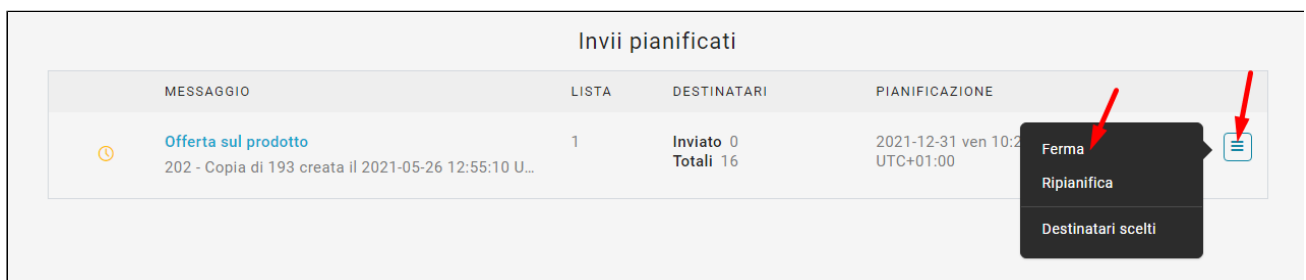 Invii pianificati
MESSAGGIO LISTA DESTINATARI PIANIFICAZIONE
Offerta sul prodotto 1 Inviato 0 2021-12-31 ven 10:2
202 - Copia di 193 creata il 2021-05-26 12:55:10 U... Totali 16 UTC+01:00
Ferma
Ripianifica
Destinatari scelti